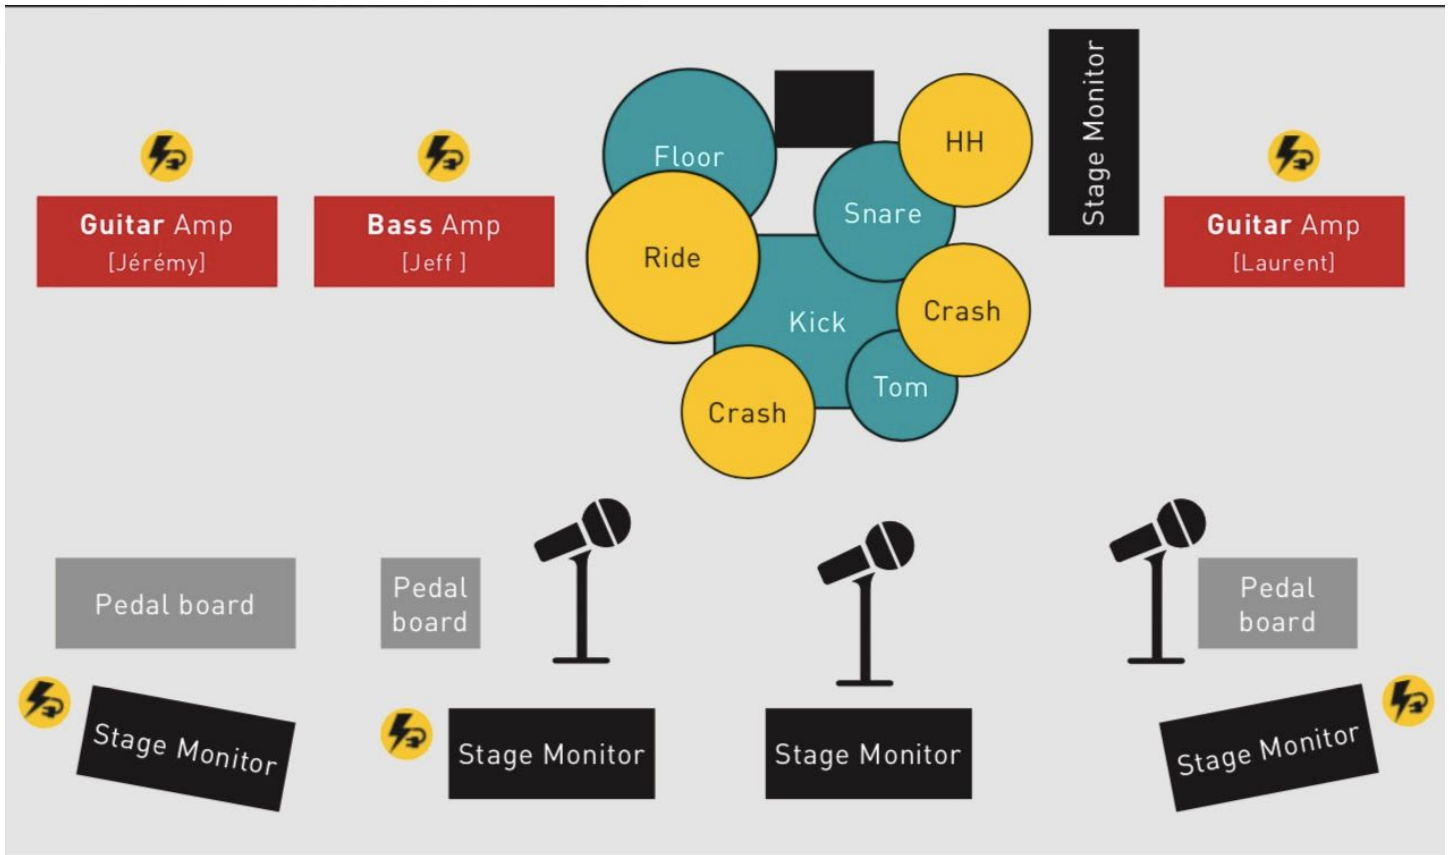 Stage Monitor
Floor
HH
Guitar Amp
[Jérémy]
Bass Amp
[Jeff ]
Snare
Guitar Amp
[Laurent]
Ride
Kick
Crash
Tom
Crash
Pedal board
Pedal
board
Pedal
board
Stage Monitor
Stage Monitor
Stage Monitor
Stage Monitor